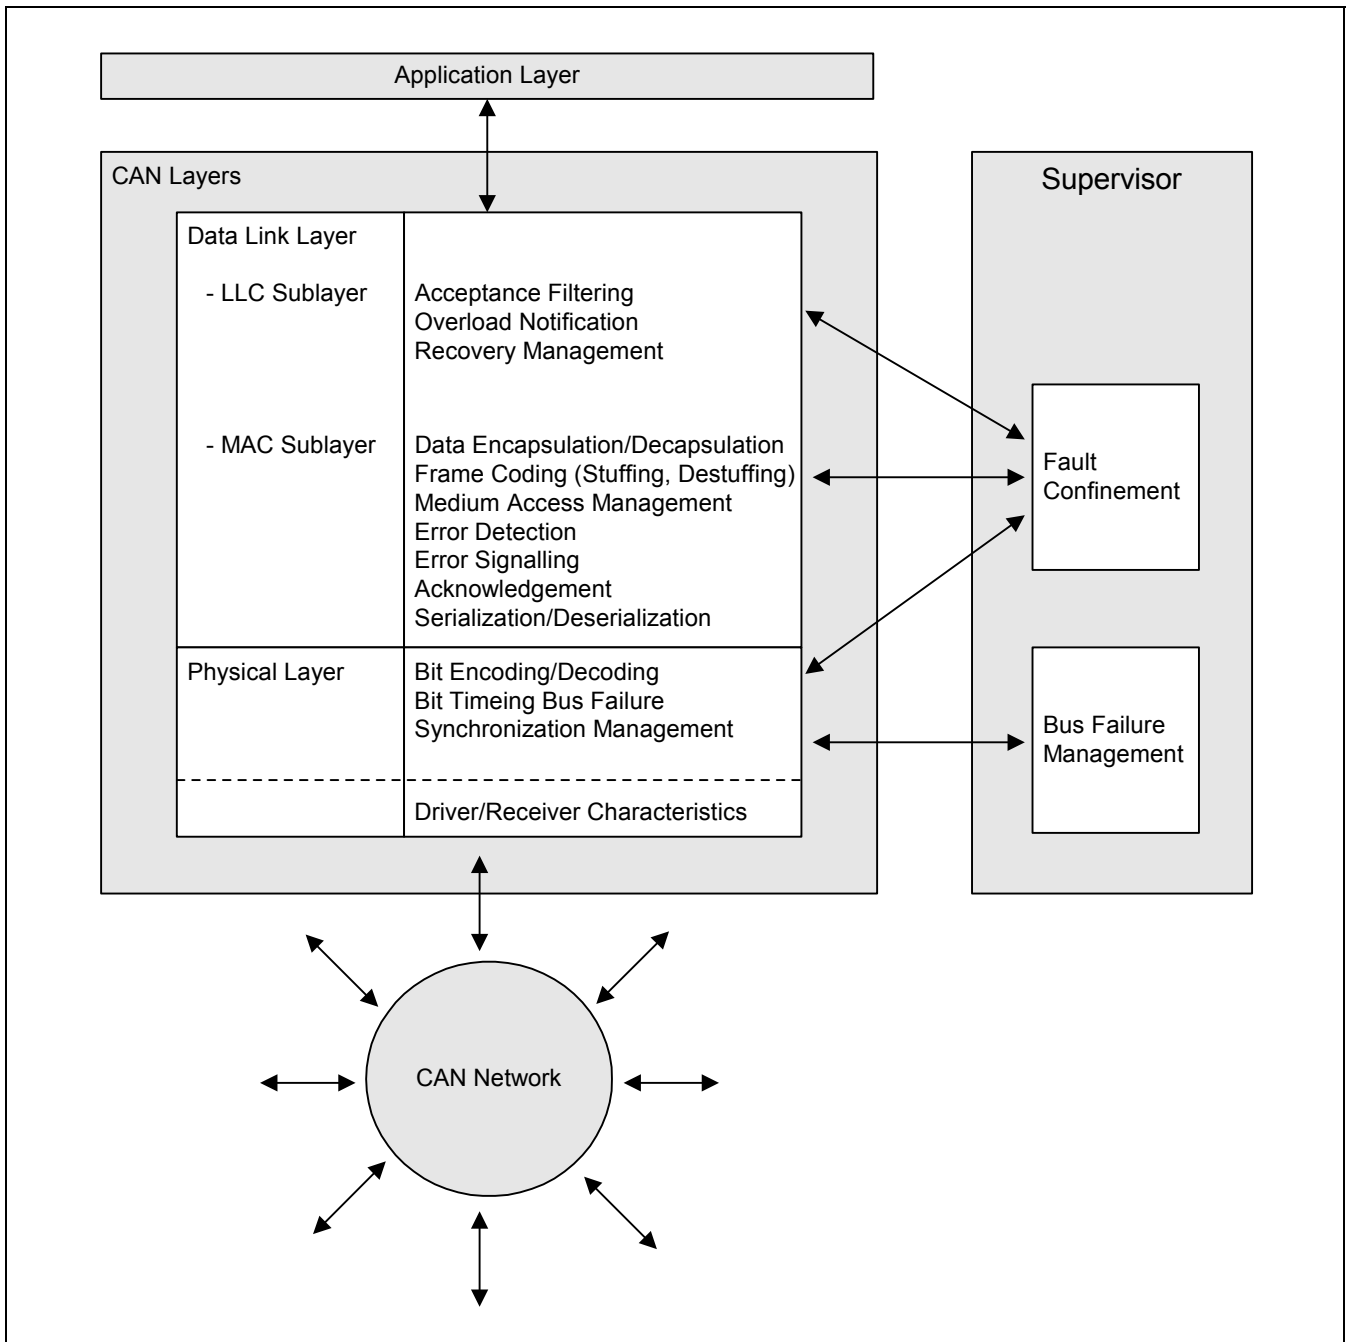 Application Layer
CAN Layers
Supervisor
Data Link Layer
- LLC Sublayer
Acceptance Filtering
Overload Notification
Recovery Management
- MAC Sublayer
Data Encapsulation/Decapsulation
Frame Coding (Stuffing, Destuffing)
Medium Access Management
Error Detection
Error Signalling
Acknowledgement
Serialization/Deserialization
Fault
Confinement
Physical Layer
Bit Encoding/Decoding
Bit Timeing Bus Failure
Synchronization Management
Bus Failure
Management
Driver/Receiver Characteristics
CAN Network